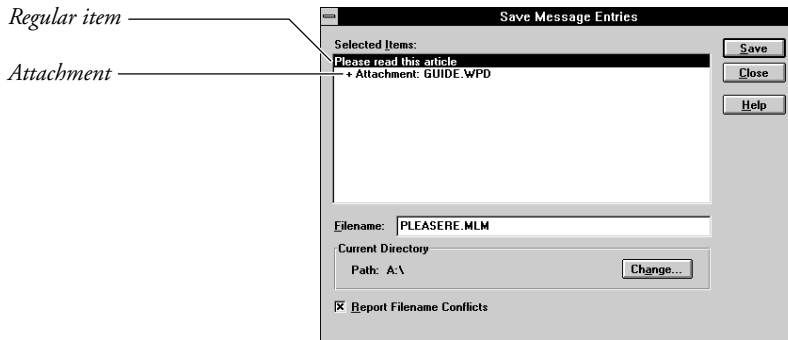 Regular item
Attachment
Save Message Entries
Selected Items:
Please read this article
+ Attachment: GUIDE.WPD
Save
Close
Help
Filename: PLEASERE.MLM
Current Directory
Path: A:\
Change...
Report Filename Conflicts